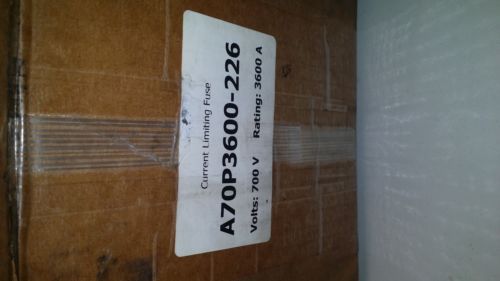 Current Limiting Fuse
A70P3600-226
Volts: 700 V Rating: 3600 A